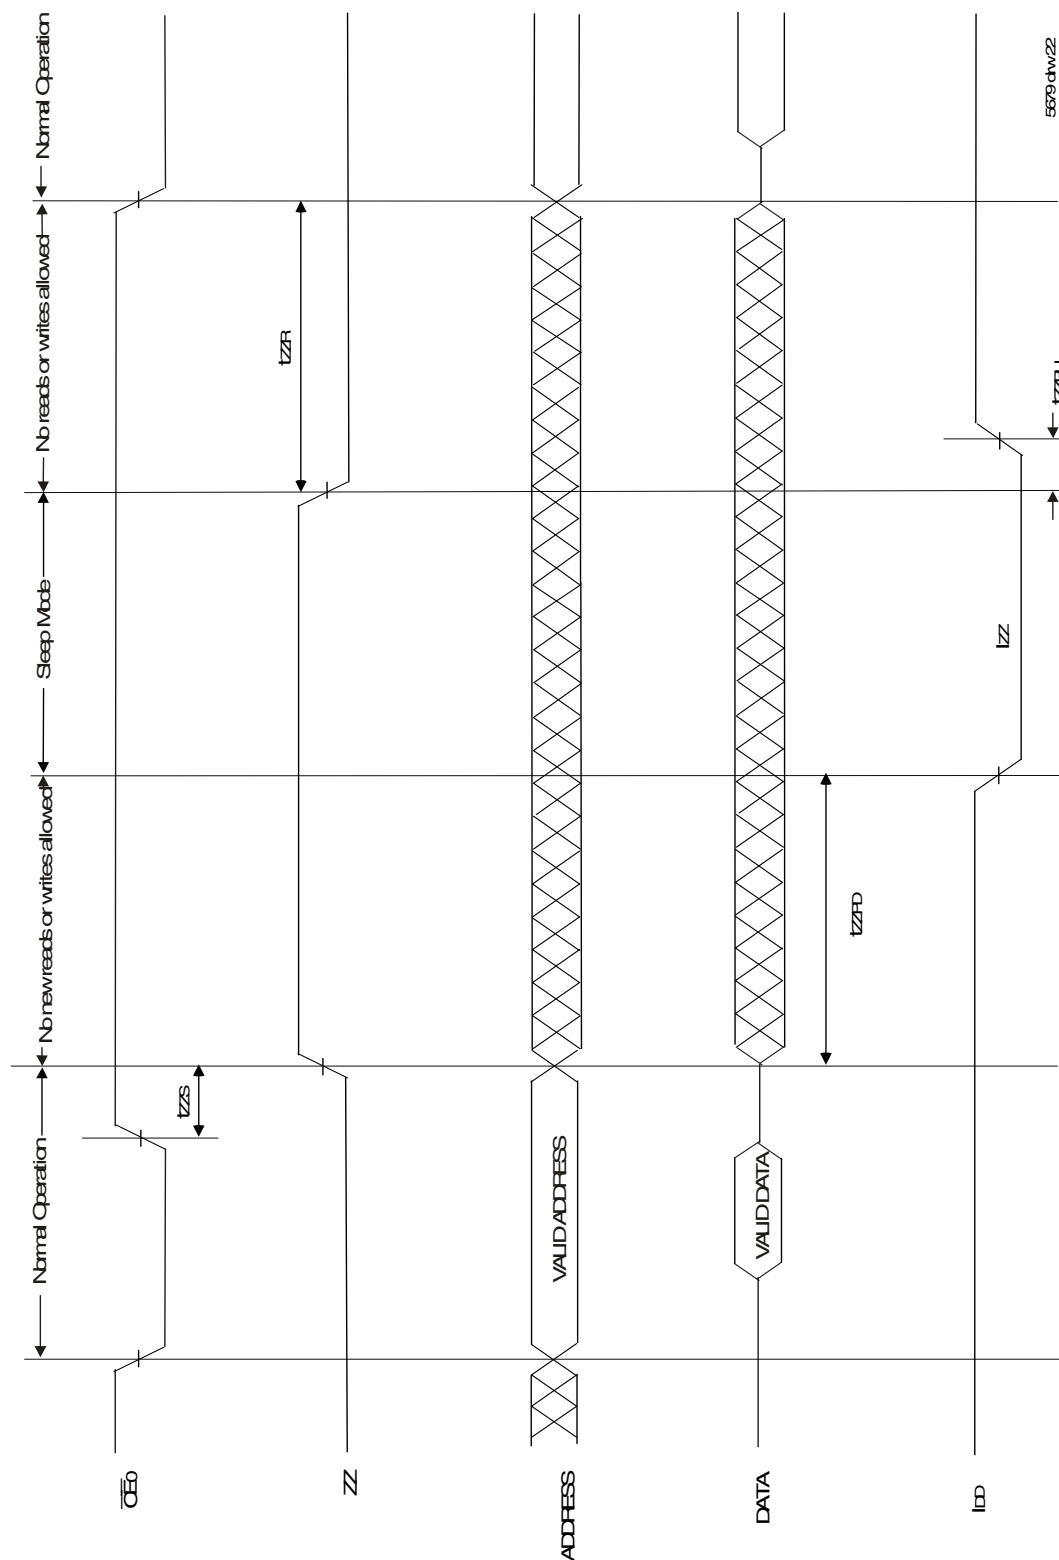 Normal Operation
No new reads or writes allowed
Sleep Mode
No reads or writes allowed
Normal Operation
OE0
tZZS
ZZ
tZZR
ADDRESS
VALID ADDRESS
DATA
VALID DATA
tZZPD
IDD
IZZ
5679 drw 22